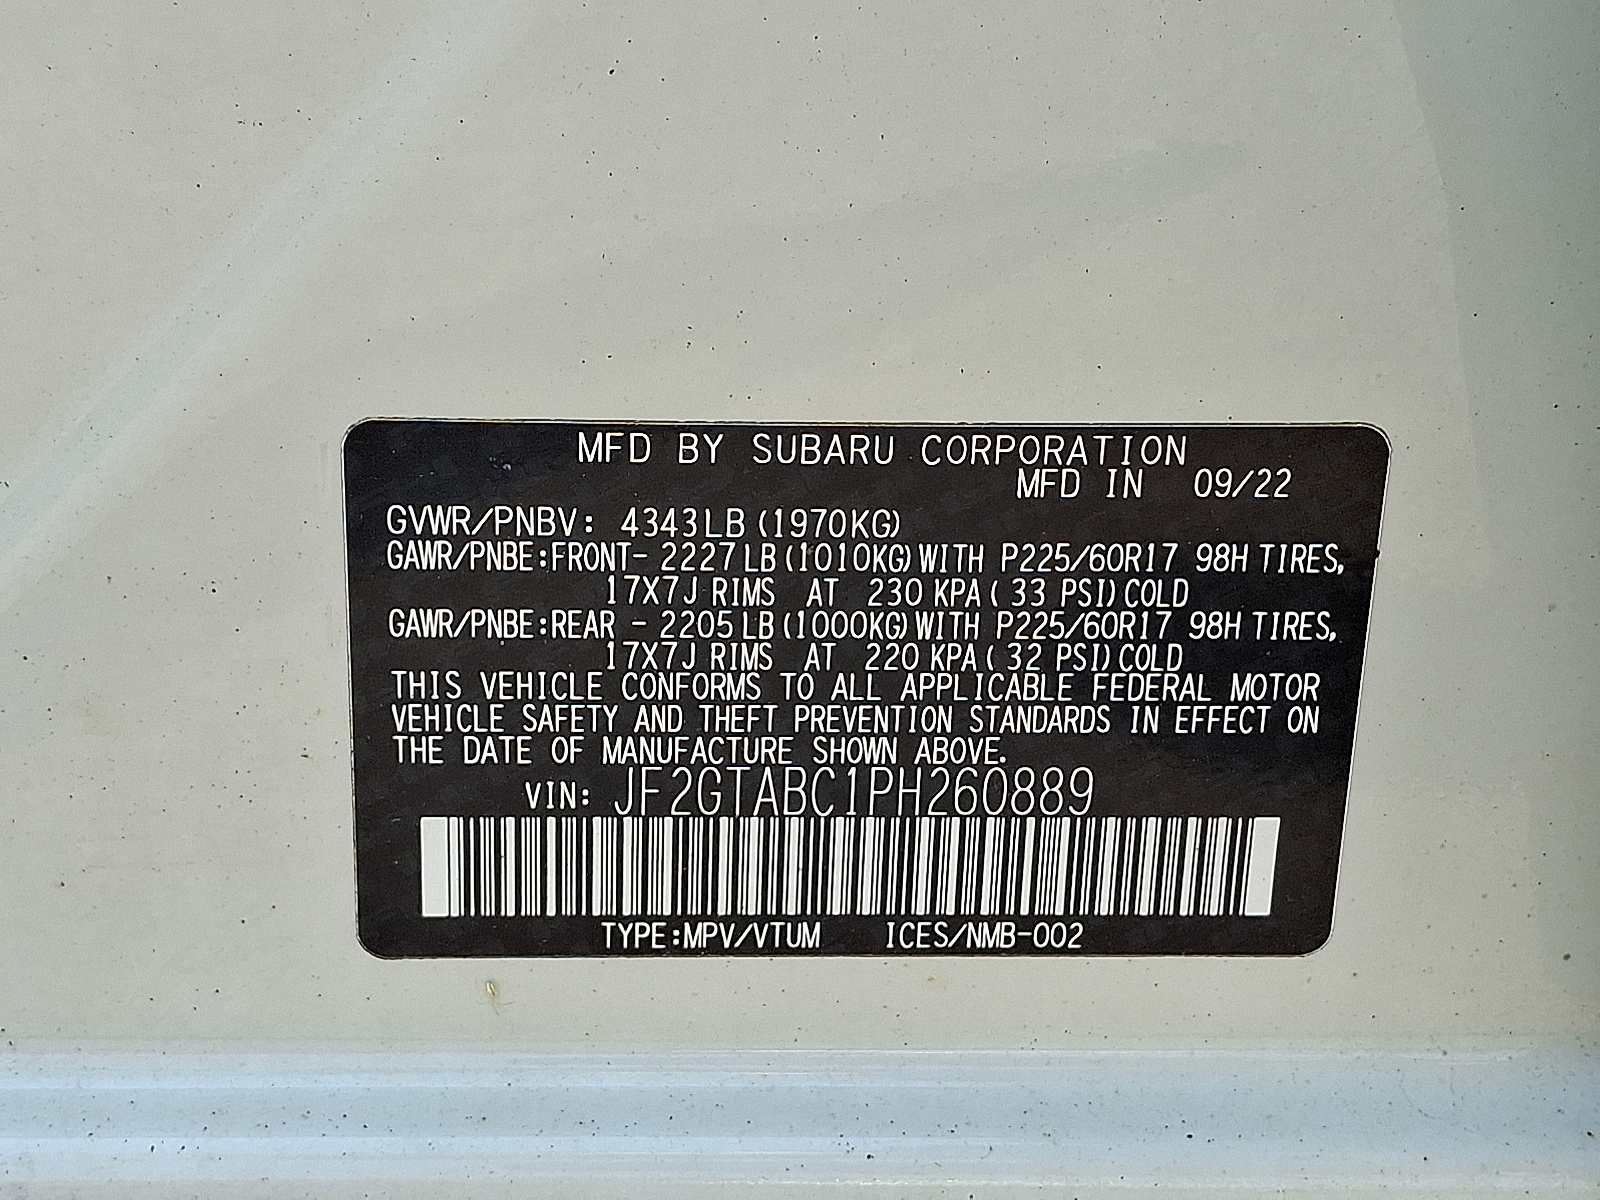 MFD BY SUBARU CORPORATION
MFD IN 09/22
GVWR/PNBV: 4343LB (1970KG)
GAWR/PNBE:FRONT- 2227LB (1010KG) WITH P225/60R17 98H TIRES,
17X7J RIMS AT 230 KPA ( 33 PSI) COLD
GAWR/PNBE:REAR - 2205LB (1000KG) WITH P225/60R17 98H TIRES,
17X7J RIMS AT 220 KPA ( 32 PSI) COLD
THIS VEHICLE CONFORMS TO ALL APPLICABLE FEDERAL MOTOR
VEHICLE SAFETY AND THEFT PREVENTION STANDARDS IN EFFECT ON
THE DATE OF MANUFACTURE SHOWN ABOVE.
VIN: JF2GTABC1PH260889
TYPE:MPV/VTUM ICES/NMB-002